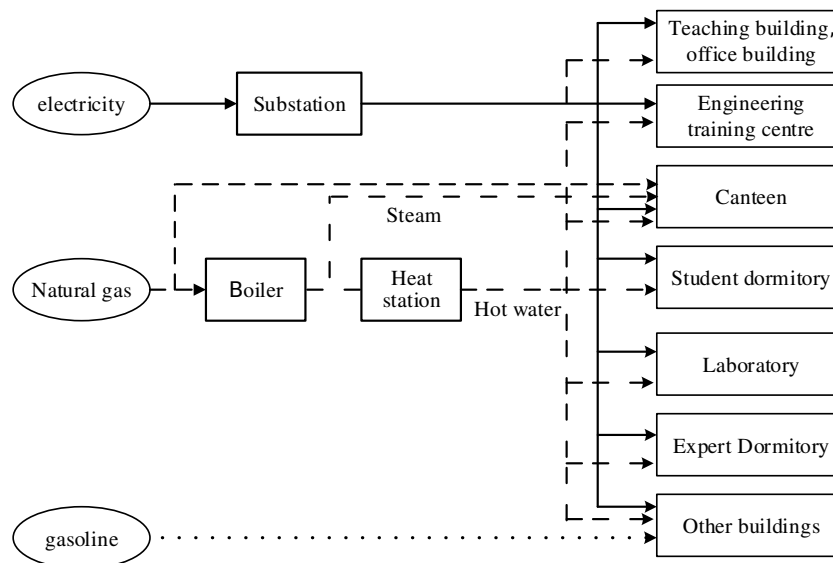 Teaching building,
office building
electricity
Substation
Engineering
training centre
Canteen
Steam
Natural gas
Boiler
Heat
station
Hot water
Student dormitory
Laboratory
Expert Dormitory
gasoline
Other buildings